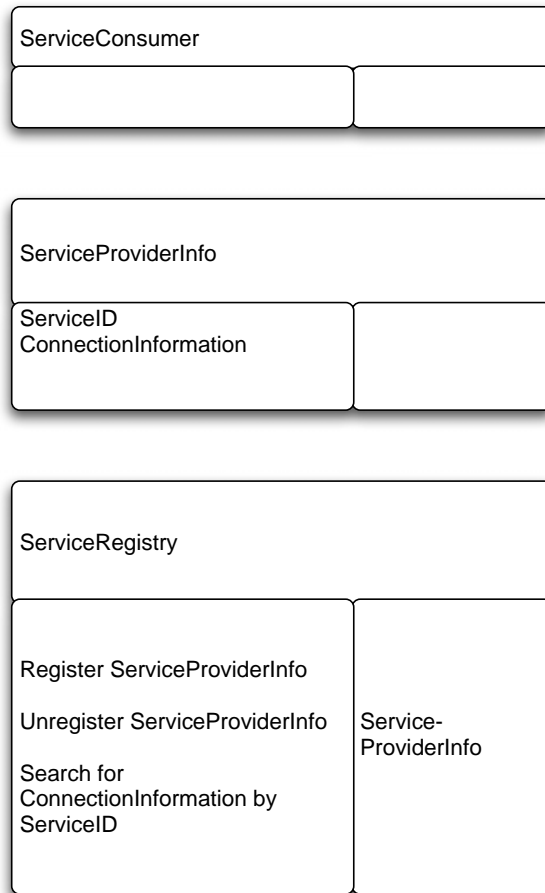 ServiceConsumer
ServiceProviderInfo
ServiceID
ConnectionInformation
ServiceRegistry
Register ServiceProviderInfo
Unregister ServiceProviderInfo
Search for
ConnectionInformation by
ServiceID
Service-
ProviderInfo